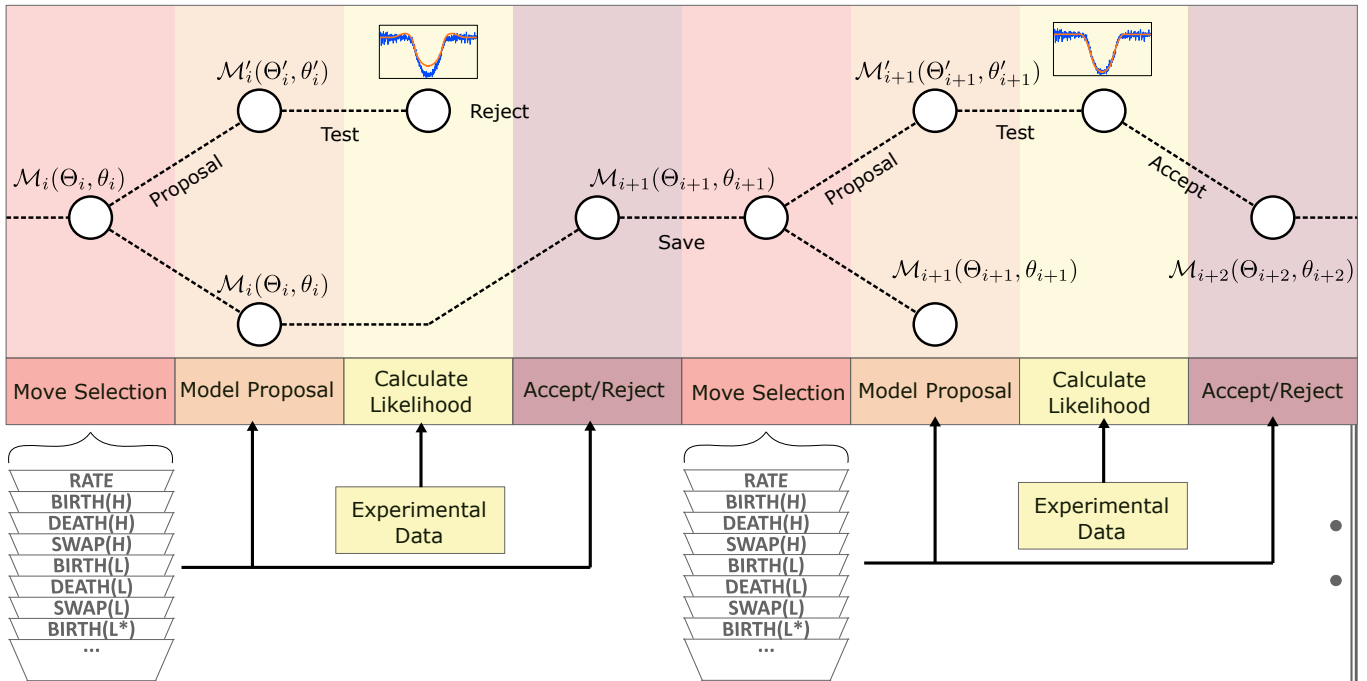 ℳ′ᵢ(Θ′ᵢ, θ′ᵢ)
ℳ′ᵢ₊₁(Θ′ᵢ₊₁, θ′ᵢ₊₁)
Reject
Test
Test
Proposal
Proposal
Accept
ℳᵢ(Θᵢ, θᵢ)
ℳᵢ₊₁(Θᵢ₊₁, θᵢ₊₁)
Save
ℳᵢ(Θᵢ, θᵢ)
ℳᵢ₊₁(Θᵢ₊₁, θᵢ₊₁)
ℳᵢ₊₂(Θᵢ₊₂, θᵢ₊₂)
Move Selection
Model Proposal
Calculate
Likelihood
Accept/Reject
Move Selection
Model Proposal
Calculate
Likelihood
Accept/Reject
RATE
BIRTH(H)
DEATH(H)
SWAP(H)
BIRTH(L)
DEATH(L)
SWAP(L)
BIRTH(L*)
...
Experimental
Data
RATE
BIRTH(H)
DEATH(H)
SWAP(H)
BIRTH(L)
DEATH(L)
SWAP(L)
BIRTH(L*)
...
Experimental
Data